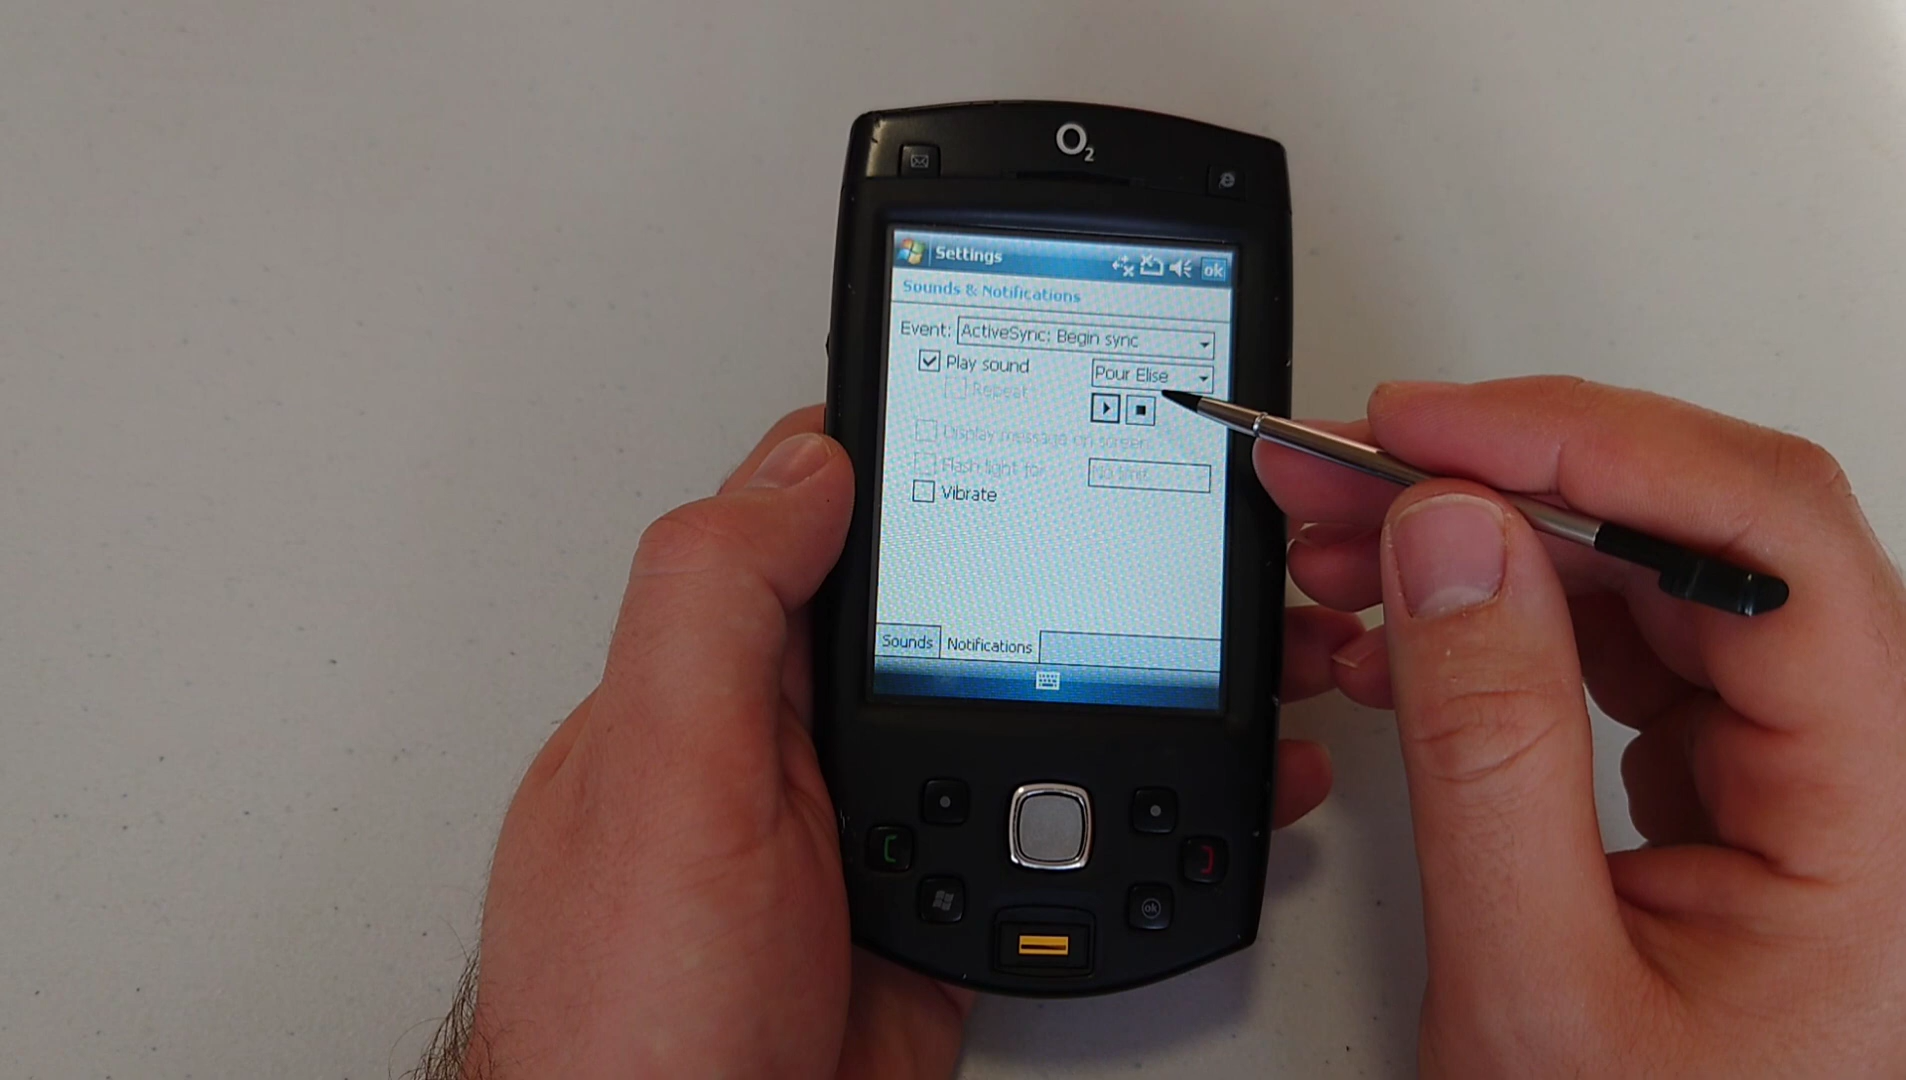 O2
Settings
ok
Sounds & Notifications
Event: ActiveSync: Begin sync
Play sound
Pour Elise
Repeat
Display message on screen
Flash light for
Vibrate
Sounds
Notifications
ok